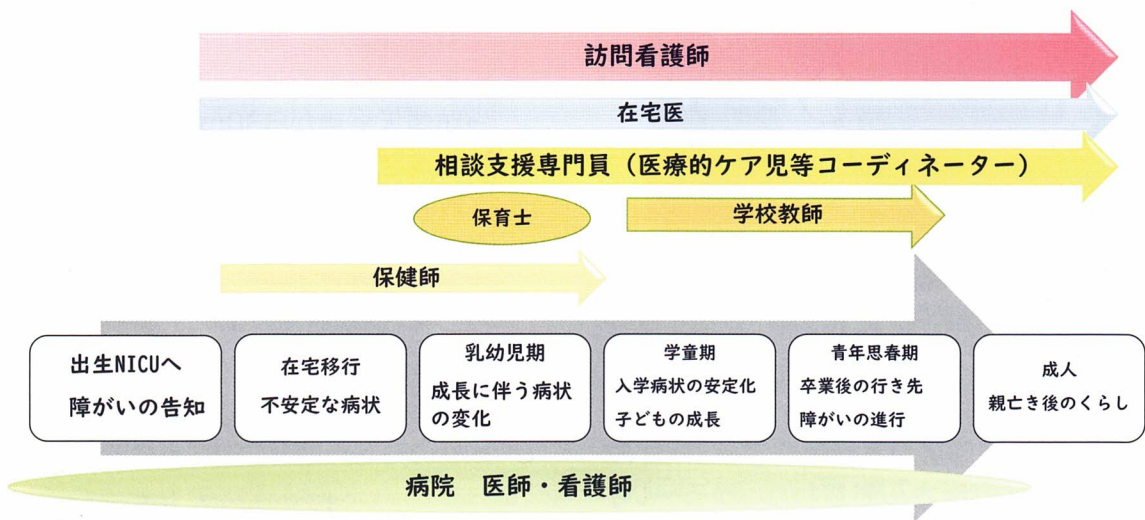 訪問看護師
在宅医
相談支援専門員（医療的ケア児等コーディネーター）
保育士
学校教師
保健師
出生NICUへ
障がいの告知
在宅移行
不安定な病状
乳幼児期
成長に伴う病状
の変化
学童期
入学病状の安定化
子どもの成長
青年思春期
卒業後の行き先
障がいの進行
成人
親亡き後のくらし
病院　医師・看護師